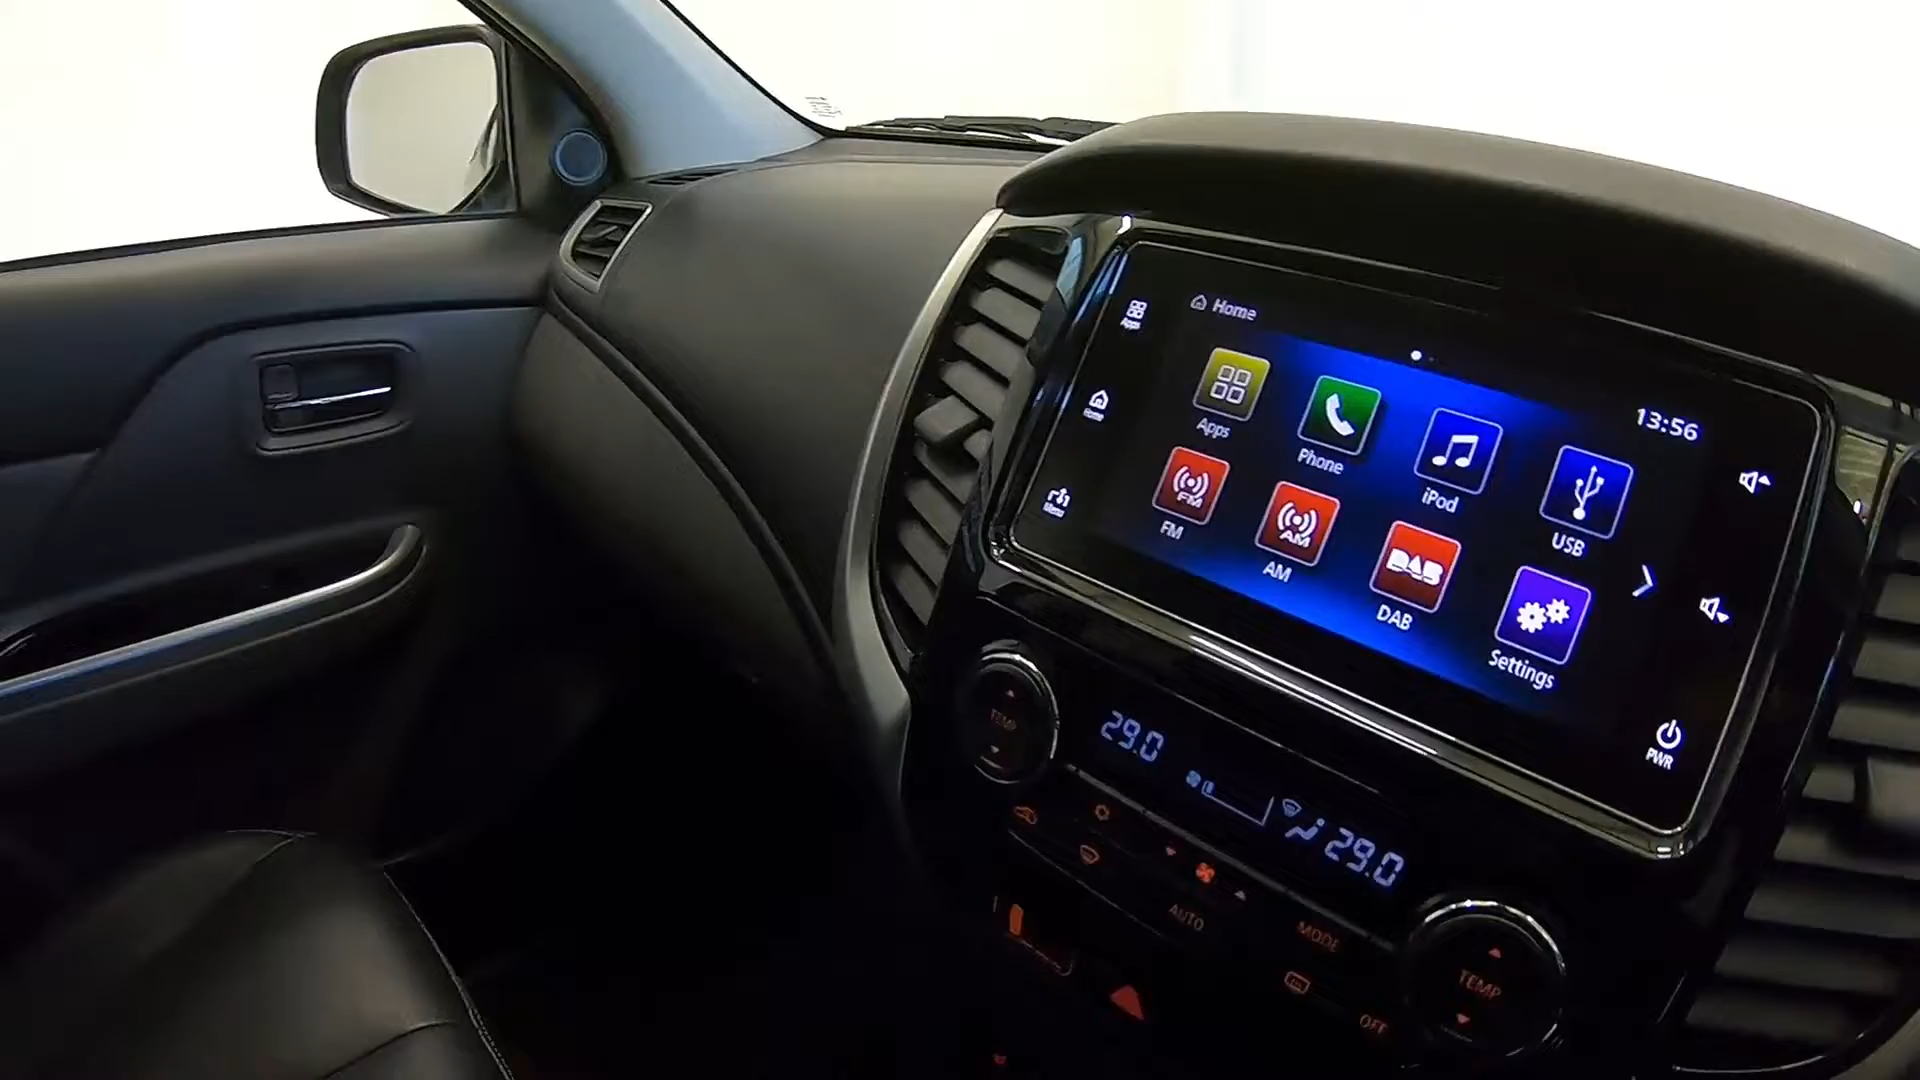 Apps
Home
Home
Menu
13:56
Apps
Phone
iPod
USB
FM
FM
AM
AM
DAB
DAB
Settings
PWR
TEMP
29.0
29.0
AUTO
MODE
TEMP
OFF